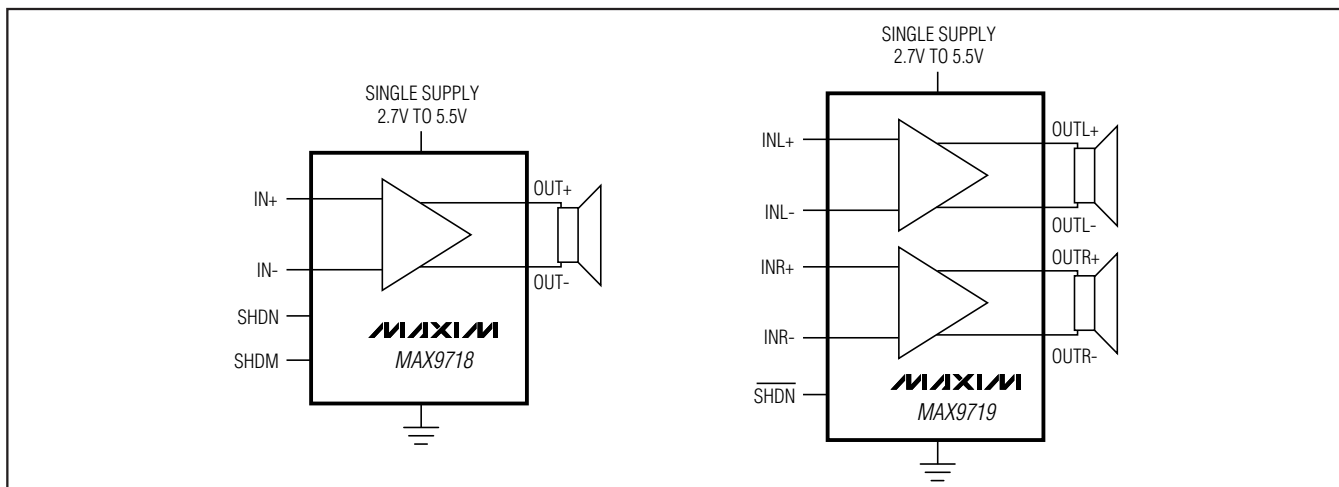 SINGLE SUPPLY
2.7V TO 5.5V
IN+
IN-
SHDN
SHDM
OUT+
OUT-
MAXIM
MAX9718
SINGLE SUPPLY
2.7V TO 5.5V
INL+
INL-
INR+
INR-
SHDN
OUTL+
OUTL-
OUTR+
OUTR-
MAXIM
MAX9719